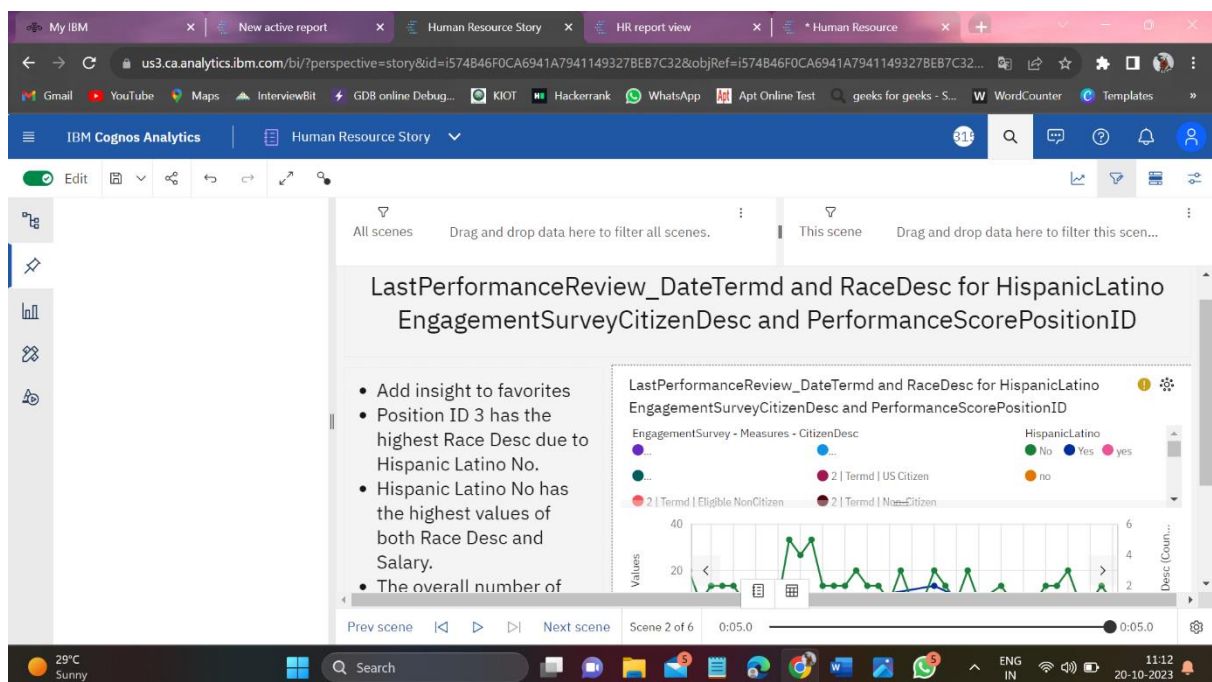 My IBM
New active report
Human Resource Story
HR report view
* Human Resource
us3.ca.analytics.ibm.com/bi/?perspective=story&id=i574B46F0CA6941A7941149327BEB7C32&objRef=i574B46F0CA6941A7941149327BEB7C32...
Gmail YouTube Maps InterviewBit GDB online Debug... KIOT Hackerrank WhatsApp Apt Online Test geeks for geeks - S... WordCounter Templates »
IBM Cognos Analytics Human Resource Story
Edit
All scenes Drag and drop data here to filter all scenes.
This scene Drag and drop data here to filter this scen...
LastPerformanceReview_DateTermd and RaceDesc for HispanicLatino
EngagementSurveyCitizenDesc and PerformanceScorePositionID
• Add insight to favorites
• Position ID 3 has the
highest Race Desc due to
Hispanic Latino No.
• Hispanic Latino No has
the highest values of
both Race Desc and
Salary.
• The overall number of
LastPerformanceReview_DateTermd and RaceDesc for HispanicLatino
EngagementSurveyCitizenDesc and PerformanceScorePositionID
EngagementSurvey - Measures - CitizenDesc
HispanicLatino
... ...
No Yes yes
... 2 | Termd | US Citizen
no
2 | Termd | Eligible NonCitizen 2 | Termd | Non-Citizen
40
20
Values
6
4
2
Desc (Coun...
Prev scene Next scene Scene 2 of 6 0:05.0 0:05.0
29°C
Sunny
Search
5
ENG
IN
11:12
20-10-2023